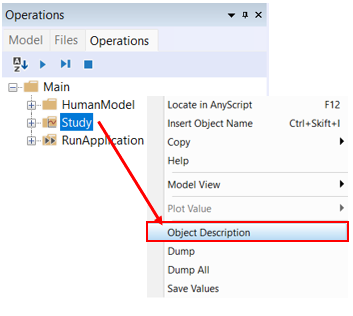 Operations
Model Files Operations
Main
HumanModel
Study
RunApplication
Locate in AnyScript F12
Insert Object Name Ctrl+Skift+I
Copy
Help
Model View
Plot Value
Object Description
Dump
Dump All
Save Values